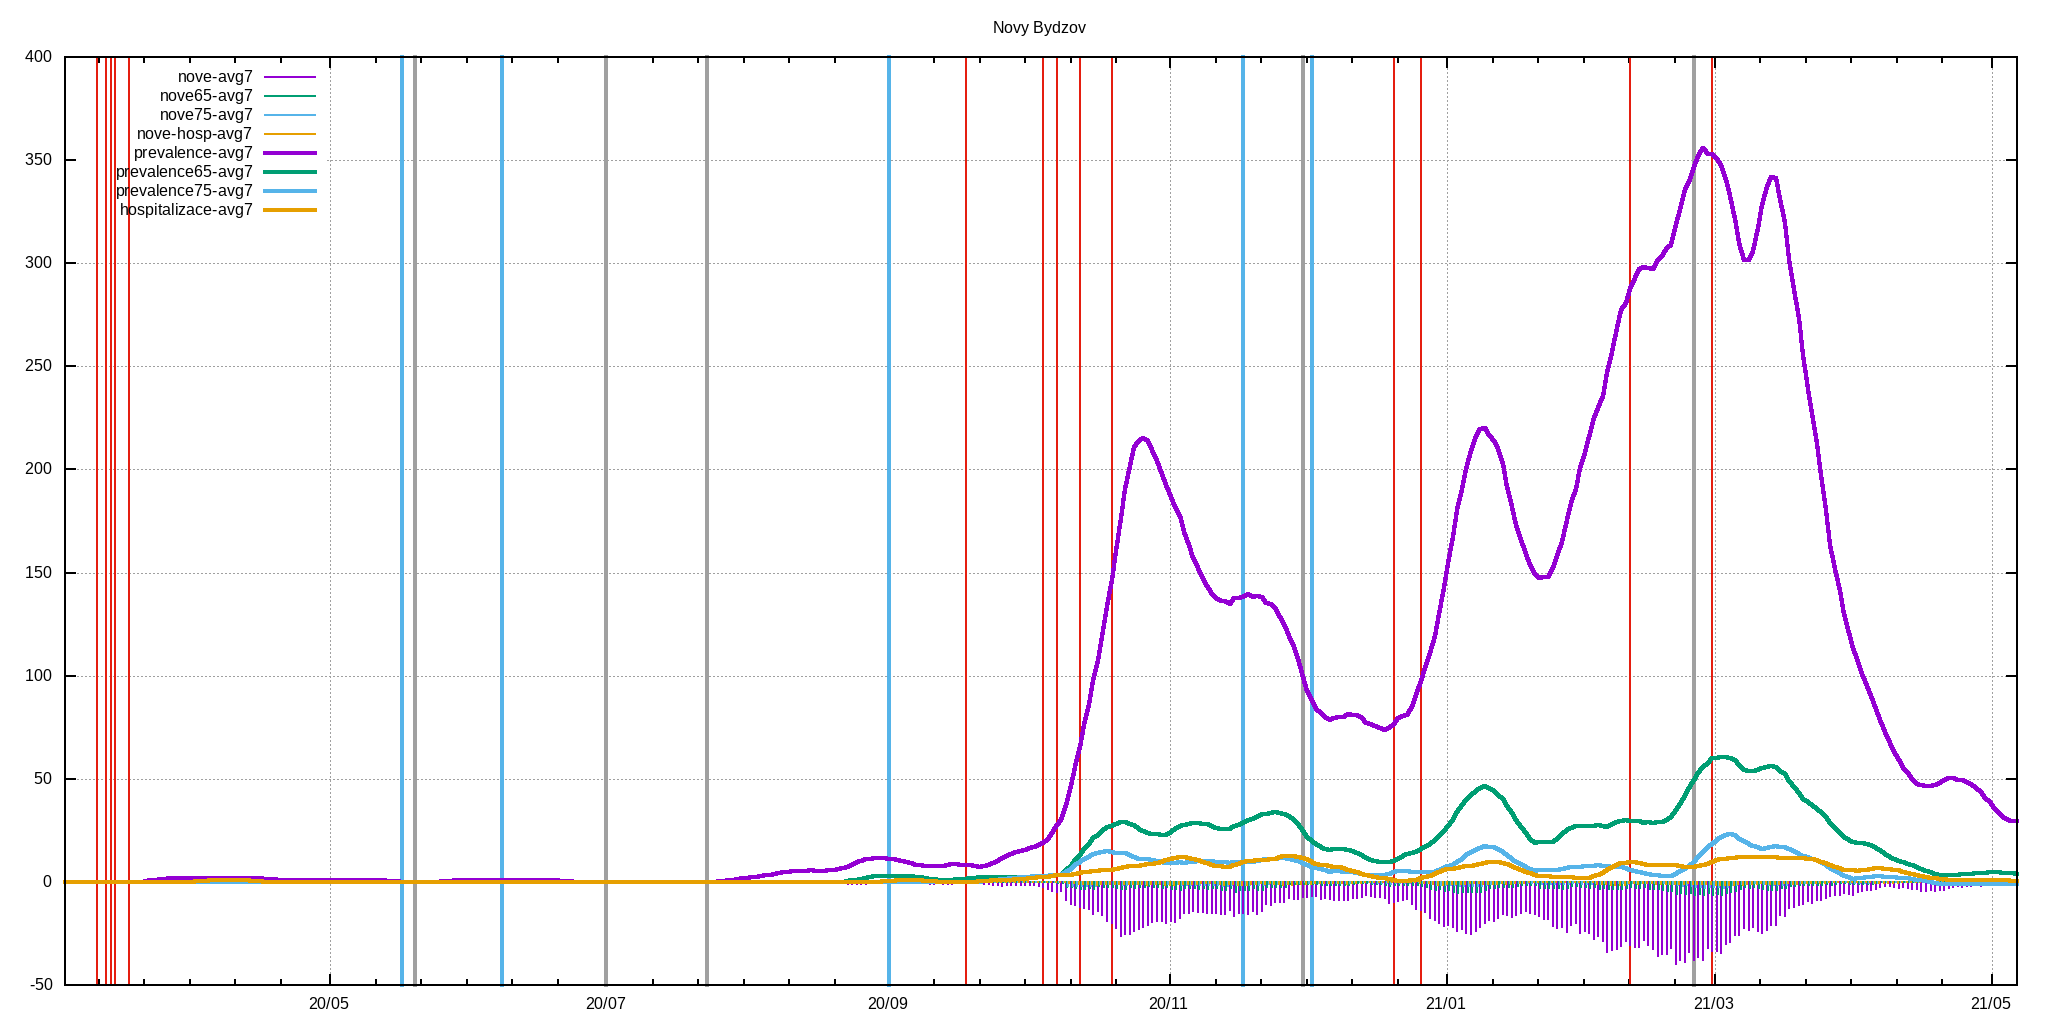 Novy Bydzov
400
350
300
250
200
150
100
50
0
-50
nove-avg7
nove65-avg7
nove75-avg7
nove-hosp-avg7
prevalence-avg7
prevalence65-avg7
prevalence75-avg7
hospitalizace-avg7
20/05
20/07
20/09
20/11
21/01
21/03
21/05